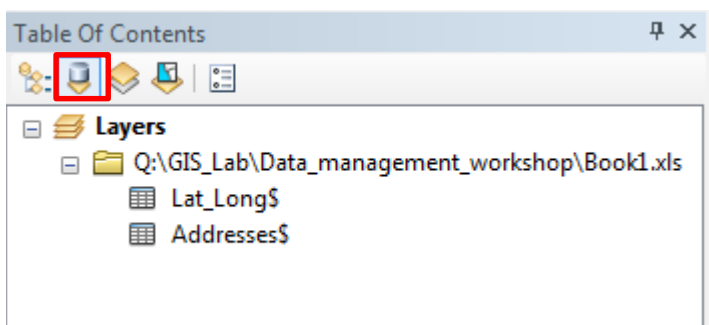 Table Of Contents
Layers
Q:\GIS_Lab\Data_management_workshop\Book1.xls
Lat_Long$
Addresses$